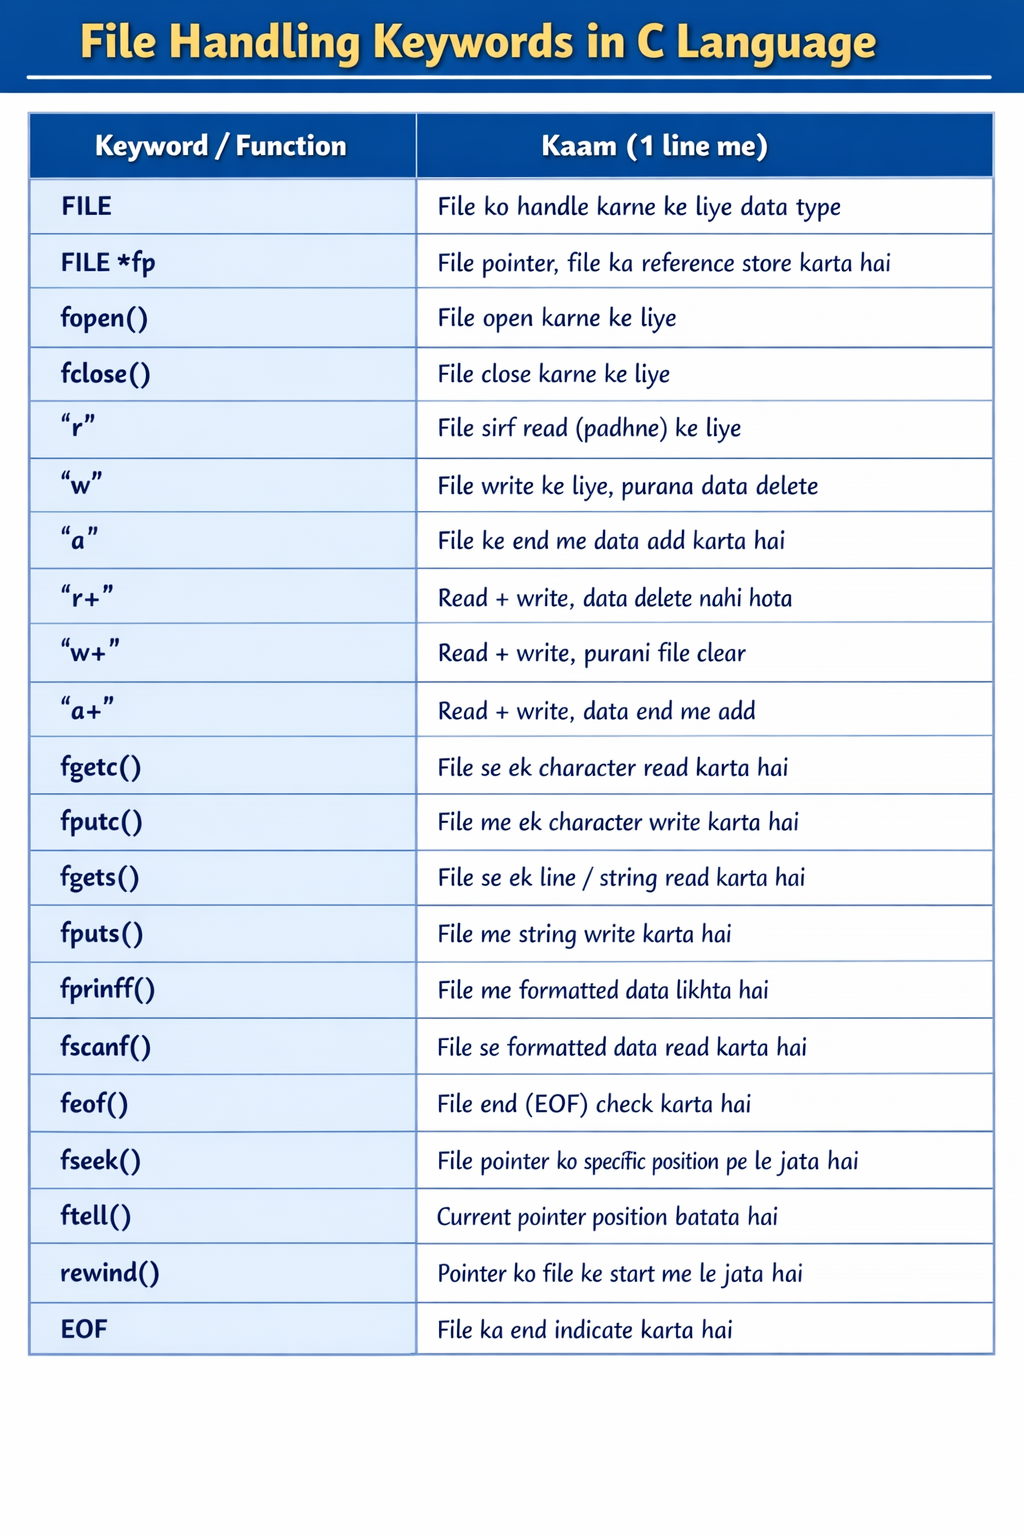 File Handling Keywords in C Language
Keyword / Function Kaam (1 line me)
FILE File ko handle karne ke liye data type
FILE *fp File pointer, file ka reference store karta hai
fopen() File open karne ke liye
fclose() File close karne ke liye
“r” File sirf read (padhne) ke liye
“w” File write ke liye, purana data delete
“a” File ke end me data add karta hai
“r+” Read + write, data delete nahi hota
“w+” Read + write, purani file clear
“a+” Read + write, data end me add
fgetc() File se ek character read karta hai
fputc() File me ek character write karta hai
fgets() File se ek line / string read karta hai
fputs() File me string write karta hai
fprinff() File me formatted data likhta hai
fscanf() File se formatted data read karta hai
feof() File end (EOF) check karta hai
fseek() File pointer ko specific position pe le jata hai
ftell() Current pointer position batata hai
rewind() Pointer ko file ke start me le jata hai
EOF File ka end indicate karta hai